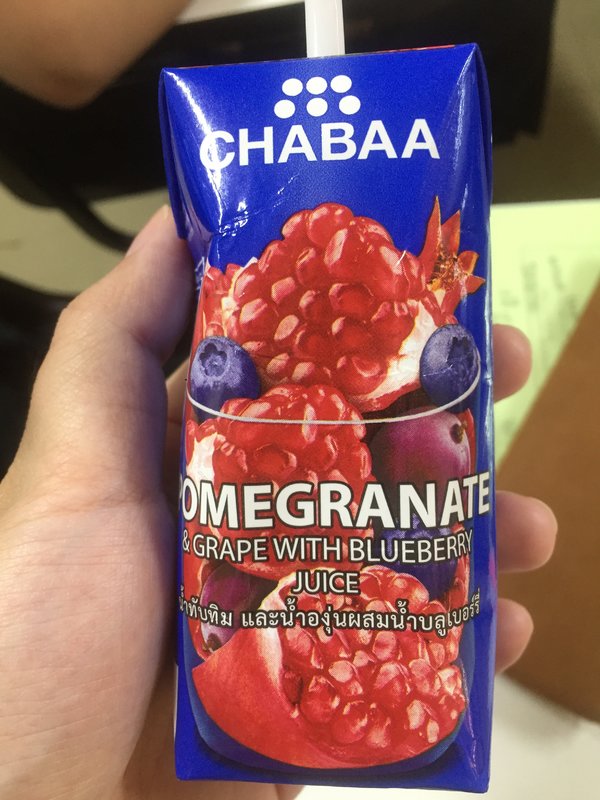 CHABAA
POMEGRANATE
& GRAPE WITH BLUEBERRY
JUICE
น้ำทับทิม และน้ำองุ่นผสมน้ำบลูเบอร์รี่